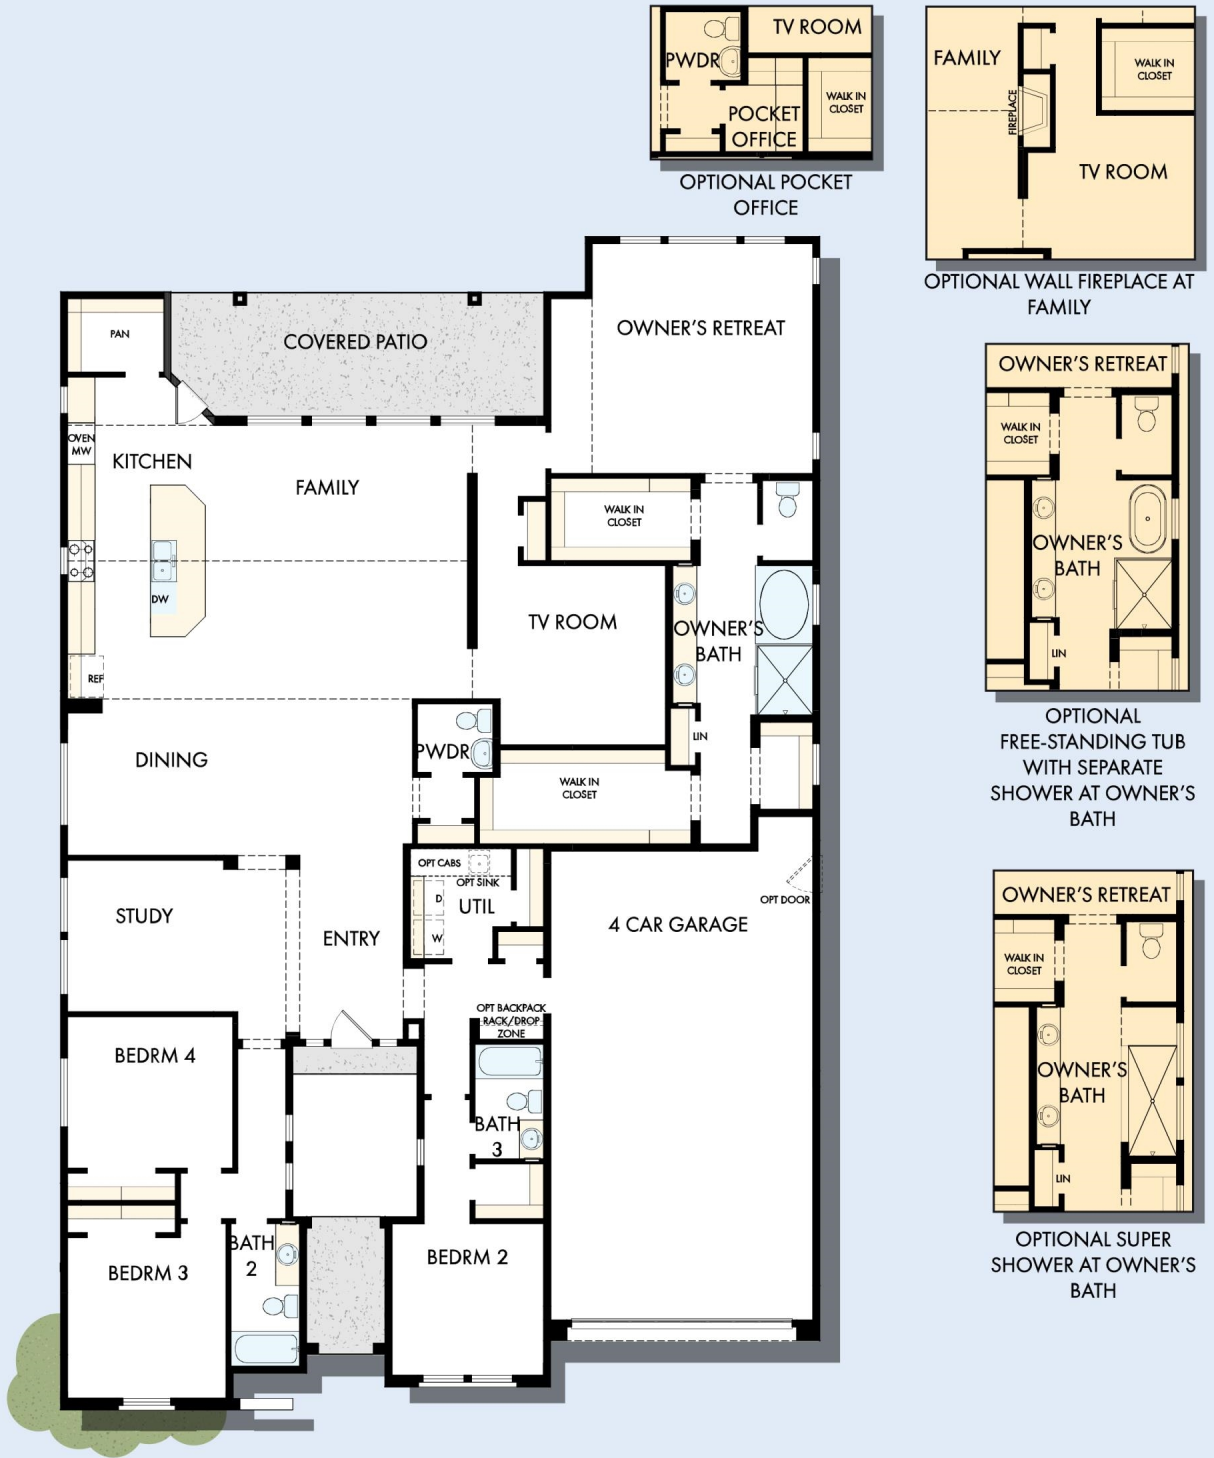 TV ROOM
PWDR
WALK IN
CLOSET
POCKET
OFFICE
OPTIONAL POCKET
OFFICE
FAMILY
WALK IN
CLOSET
FIREPLACE
TV ROOM
OPTIONAL WALL FIREPLACE AT
FAMILY
PAN
COVERED PATIO
OWNER'S RETREAT
OVEN
MW
KITCHEN
FAMILY
WALK IN
CLOSET
DW
TV ROOM
OWNER'S
BATH
REF
LIN
DINING
PWDR
WALK IN
CLOSET
OPT CABS
OPT SINK
D
UTIL
W
OPT DOOR
STUDY
ENTRY
4 CAR GARAGE
OPT BACKPACK
RACK/DROP
ZONE
BEDRM 4
BATH
3
BATH
2
BEDRM 3
BEDRM 2
OWNER'S RETREAT
WALK IN
CLOSET
OWNER'S
BATH
LIN
OPTIONAL
FREE-STANDING TUB
WITH SEPARATE
SHOWER AT OWNER'S
BATH
OWNER'S RETREAT
WALK IN
CLOSET
OWNER'S
BATH
LIN
OPTIONAL SUPER
SHOWER AT OWNER'S
BATH